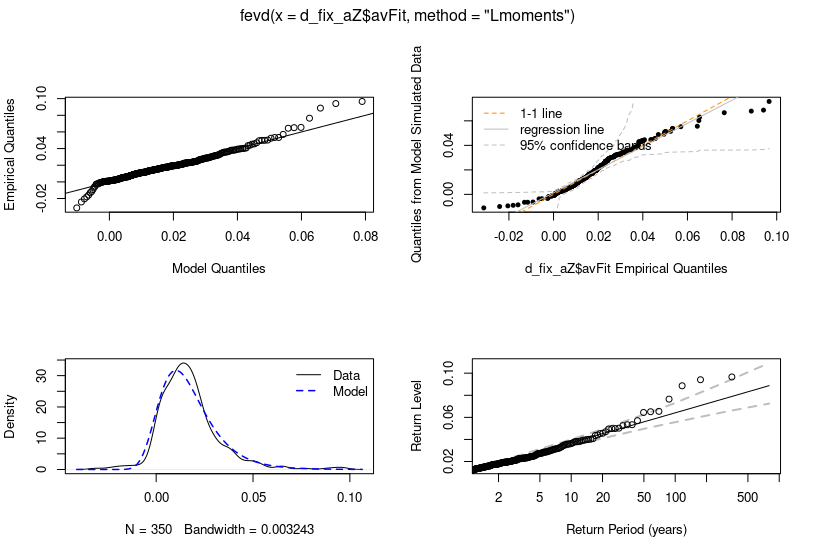 fevd(x = d_fix_aZ$avFit, method = "Lmoments")
Empirical Quantiles
-0.02 0.04 0.10
0.00 0.02 0.04 0.06 0.08
Model Quantiles
Quantiles from Model Simulated Data
0.00 0.04
1-1 line
regression line
95% confidence bands
-0.02 0.00 0.02 0.04 0.06 0.08 0.10
d_fix_aZ$avFit Empirical Quantiles
Density
0 10 20 30
Data
Model
0.00 0.05 0.10
N = 350 Bandwidth = 0.003243
Return Level
0.02 0.06 0.10
2 5 10 20 50 100 500
Return Period (years)